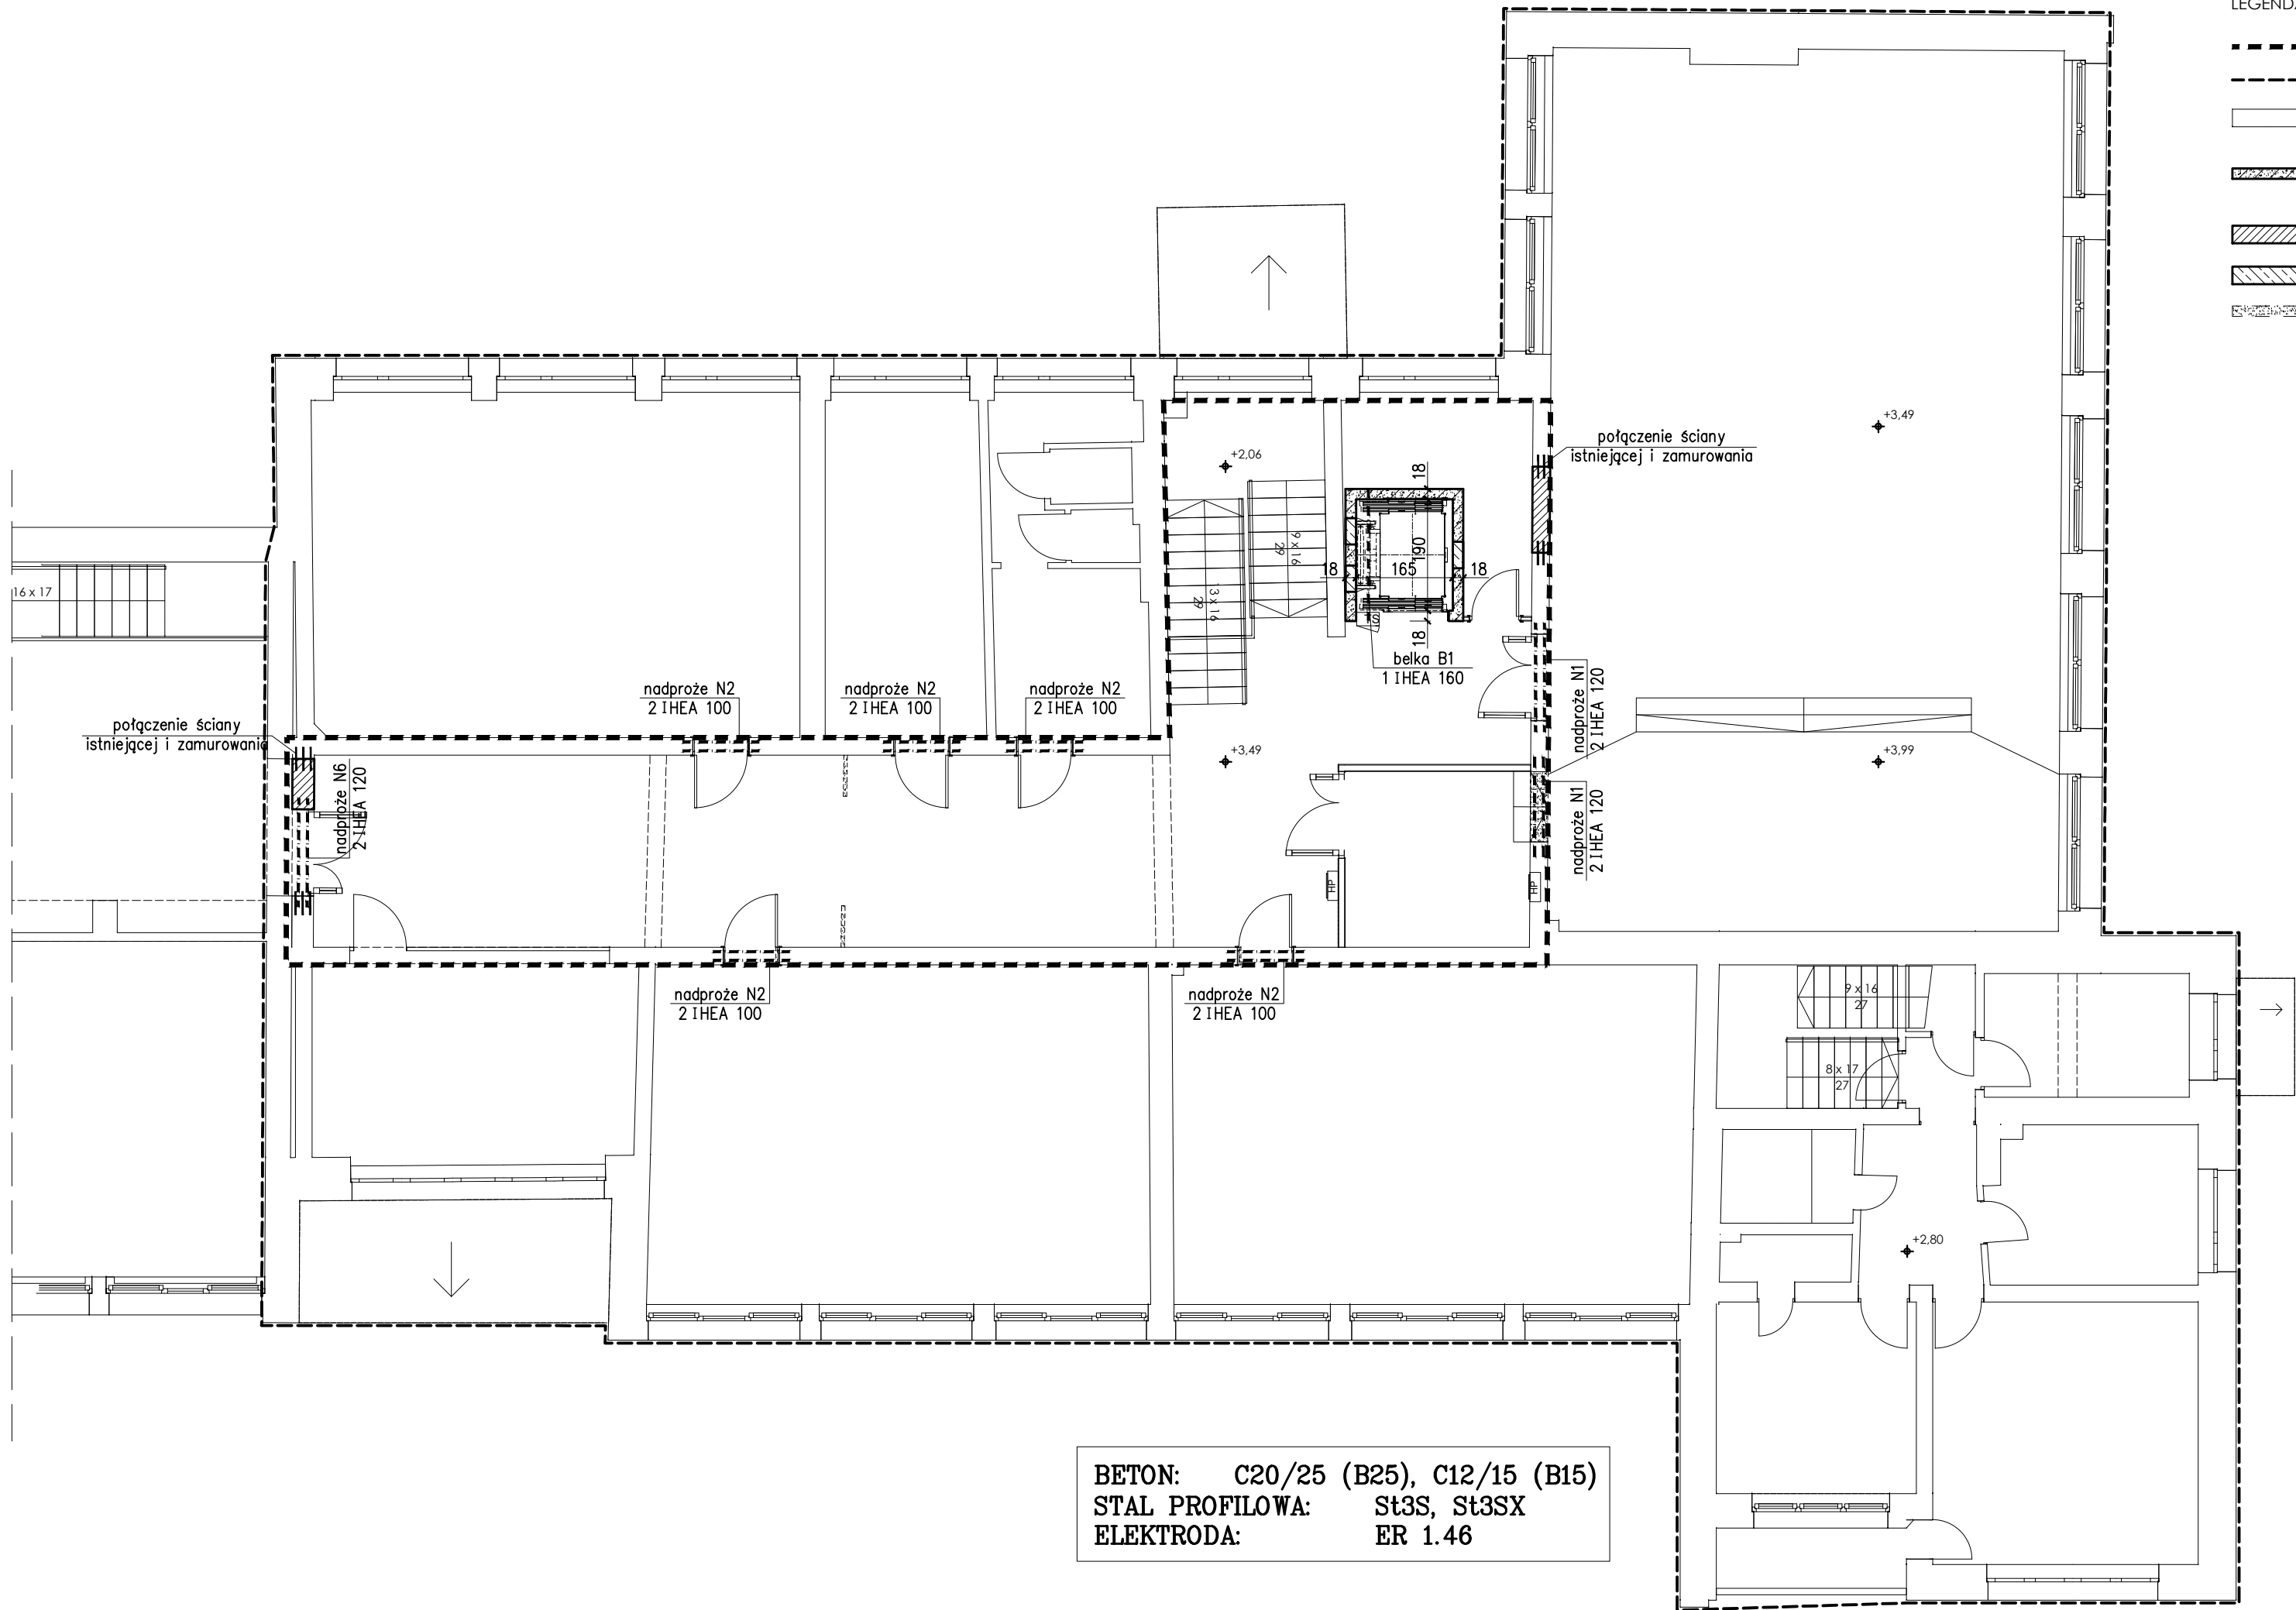 LEGENDA
+3,49
połączenie ściany
istniejącej i zamurowania
+2,06
18
9 x 16
29
190
18
165
18
16 x 17
13 x 16
29
S
18
belka B1
1 IHEA 160
nadproże N1
2 IHEA 120
nadproże N2
2 IHEA 100
nadproże N2
2 IHEA 100
nadproże N2
2 IHEA 100
połączenie ściany
istniejącej i zamurowania
+3,49
+3,99
nadproże N6
2 IHEA 120
nadproże N1
2 IHEA 120
HP
HP
nadproże N2
2 IHEA 100
nadproże N2
2 IHEA 100
9 x 16
27
8 x 17
27
+2,80
BETON: C20/25 (B25), C12/15 (B15)
STAL PROFILOWA: St3S, St3SX
ELEKTRODA: ER 1.46